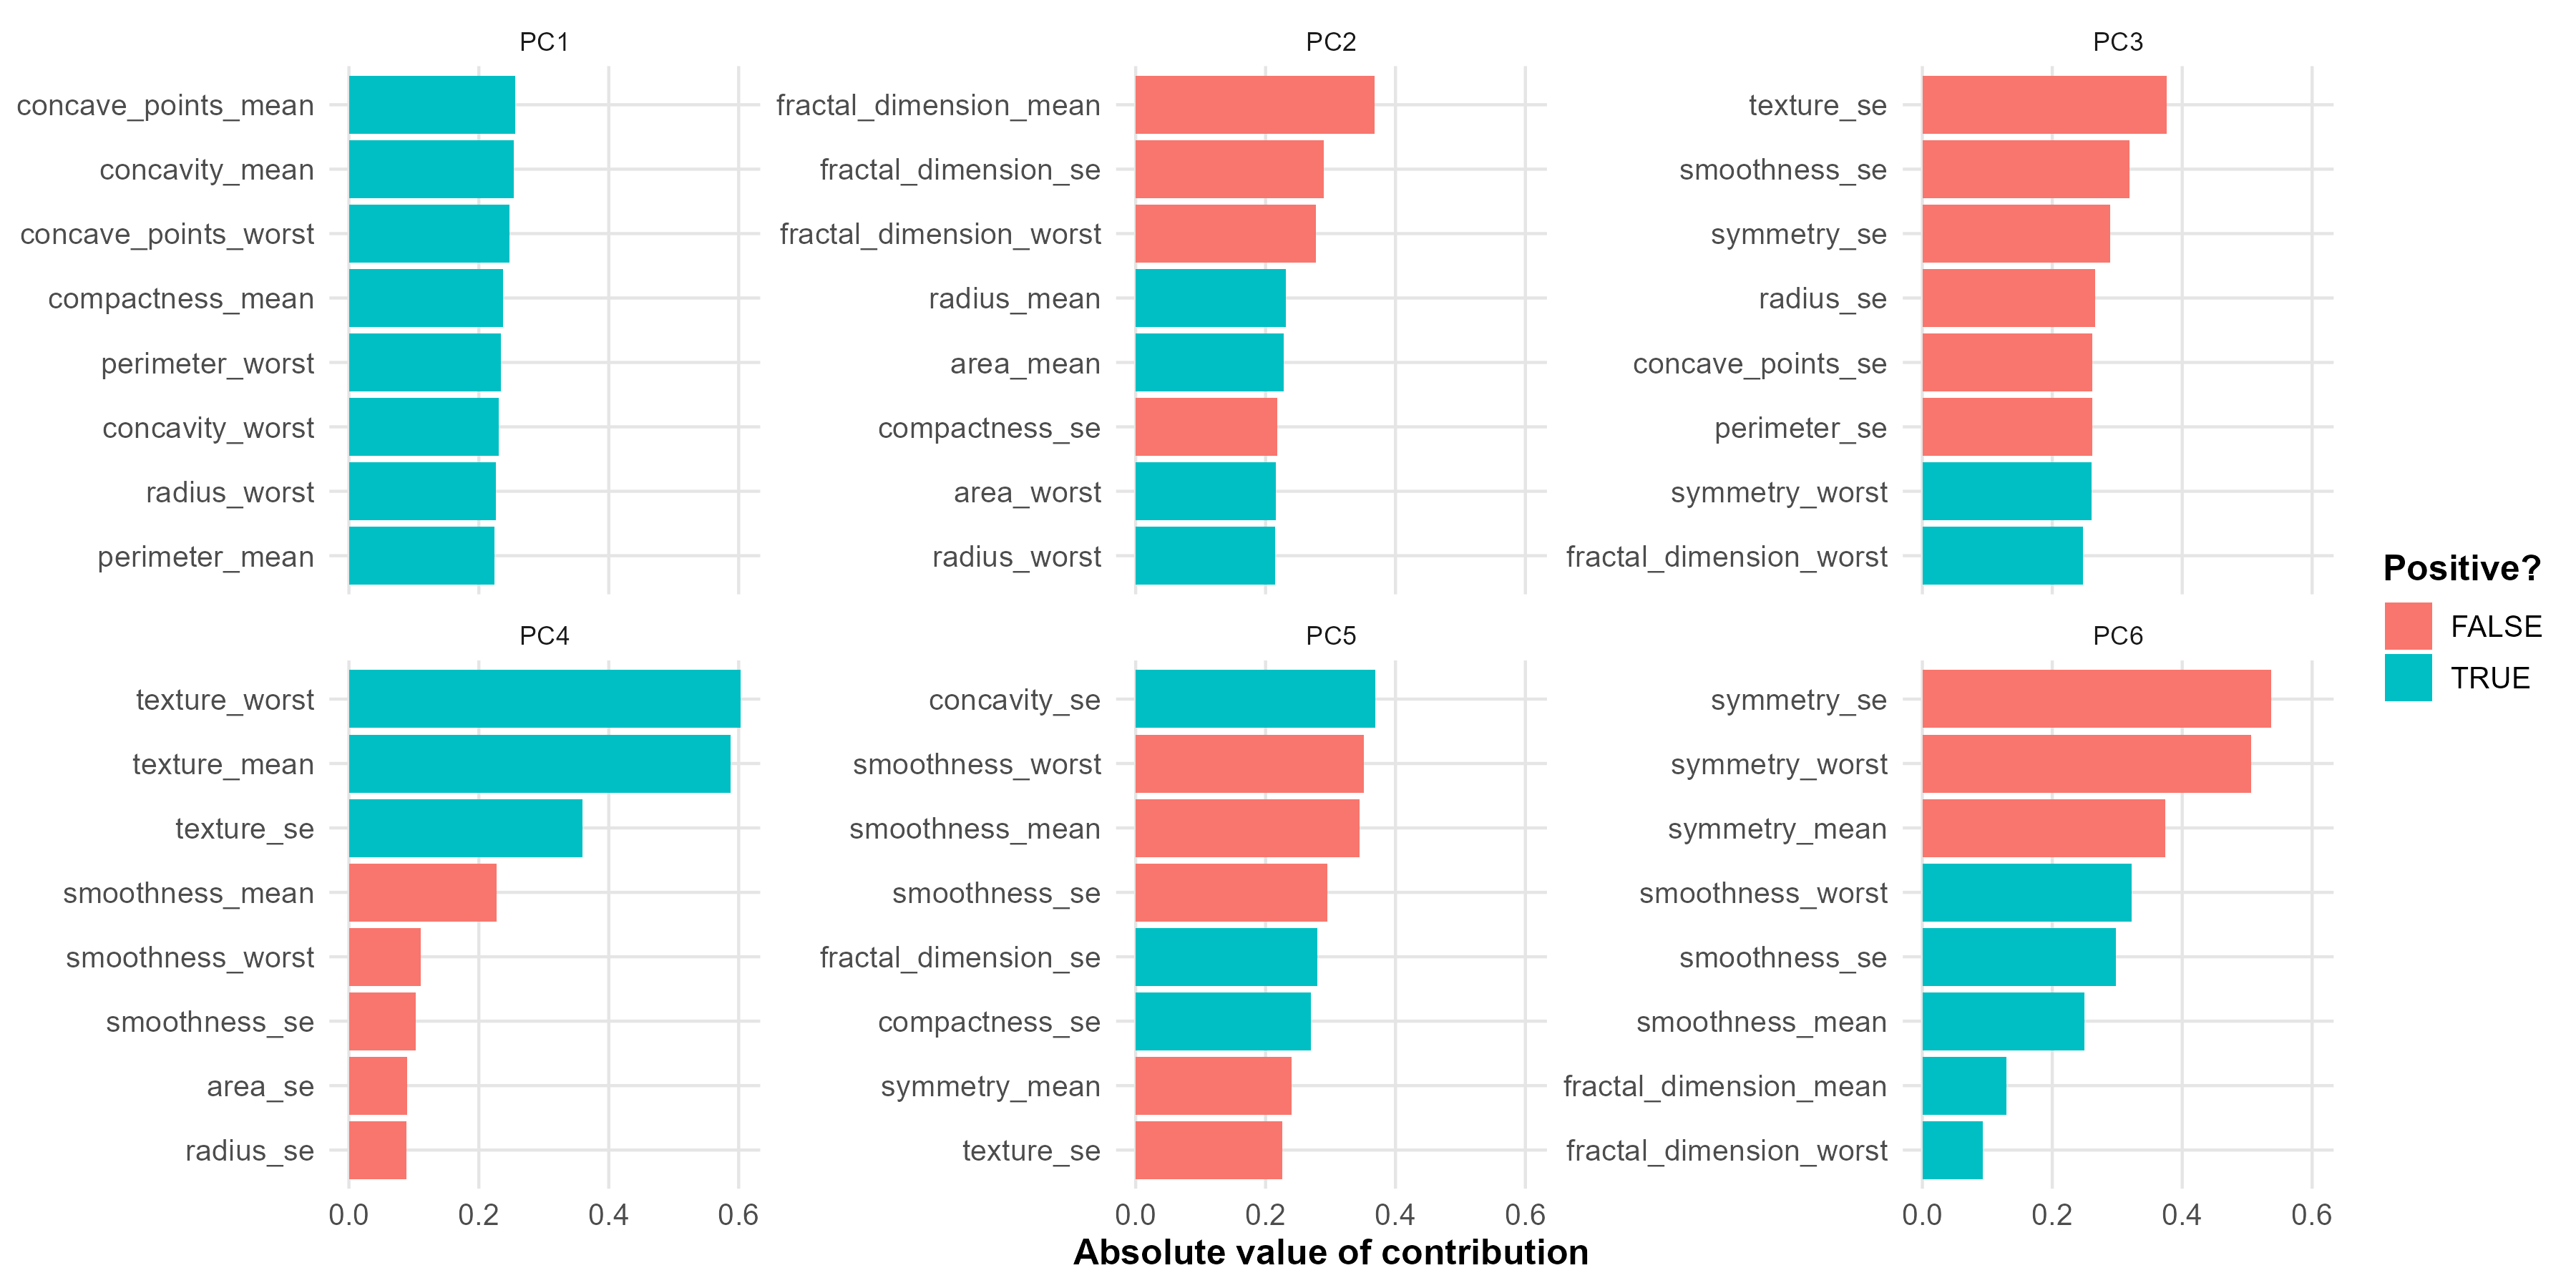 PC1
concave_points_mean
concavity_mean
concave_points_worst
compactness_mean
perimeter_worst
concavity_worst
radius_worst
perimeter_mean
PC2
fractal_dimension_mean
fractal_dimension_se
fractal_dimension_worst
radius_mean
area_mean
compactness_se
area_worst
radius_worst
PC3
texture_se
smoothness_se
symmetry_se
radius_se
concave_points_se
perimeter_se
symmetry_worst
fractal_dimension_worst
PC4
texture_worst
texture_mean
texture_se
smoothness_mean
smoothness_worst
smoothness_se
area_se
radius_se
0.0 0.2 0.4 0.6
PC5
concavity_se
smoothness_worst
smoothness_mean
smoothness_se
fractal_dimension_se
compactness_se
symmetry_mean
texture_se
0.0 0.2 0.4 0.6
PC6
symmetry_se
symmetry_worst
symmetry_mean
smoothness_worst
smoothness_se
smoothness_mean
fractal_dimension_mean
fractal_dimension_worst
0.0 0.2 0.4 0.6
Absolute value of contribution
Positive?
FALSE
TRUE